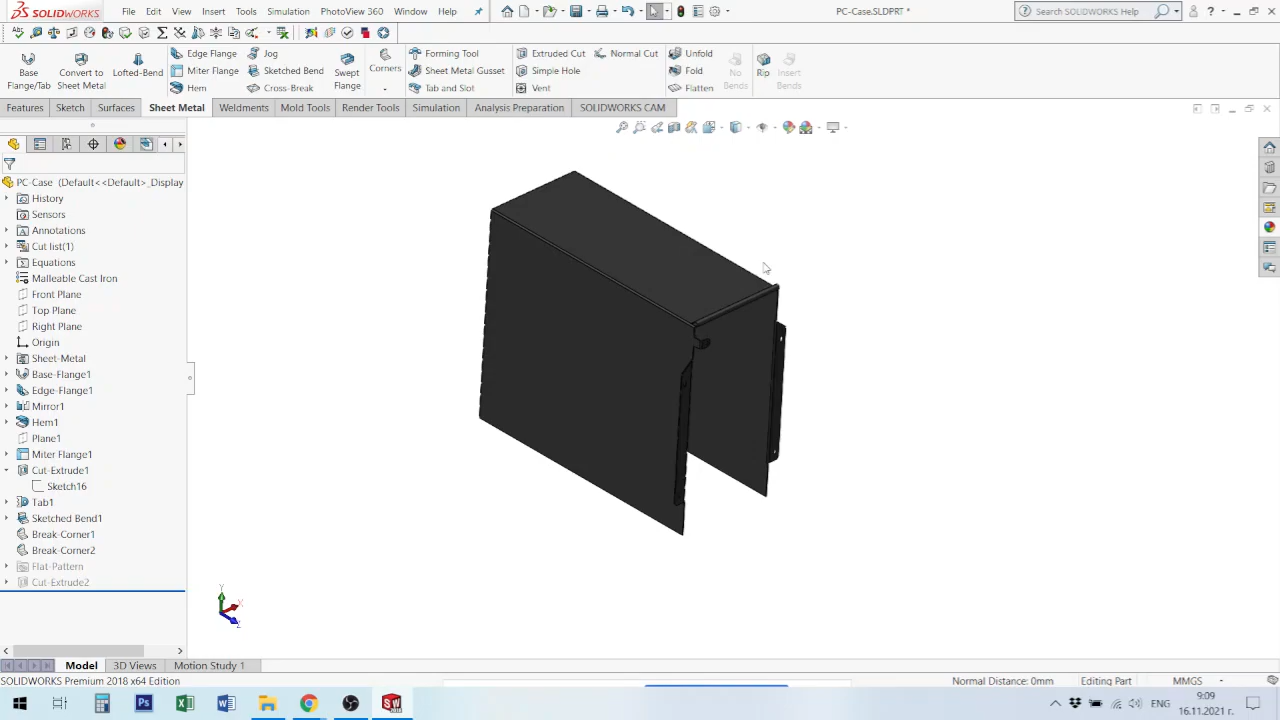 SOLIDWORKS File Edit View Insert Tools Simulation PhotoView 360 Window Help PC-Case.SLDPRT * Search SOLIDWORKS Help
Base Flange/Tab
Convert to Sheet Metal
Lofted-Bend
Edge Flange
Miter Flange
Hem
Jog
Sketched Bend
Cross-Break
Swept Flange
Corners
Forming Tool
Sheet Metal Gusset
Tab and Slot
Extruded Cut
Simple Hole
Vent
Normal Cut
Unfold
Fold
Flatten
No Bends
Rip
Insert Bends
Features Sketch Surfaces Sheet Metal Weldments Mold Tools Render Tools Simulation Analysis Preparation SOLIDWORKS CAM
PC-Case (Default<<Default>_Display
History
Sensors
Annotations
Cut list(1)
Equations
Malleable Cast Iron
Front Plane
Top Plane
Right Plane
Origin
Sheet-Metal
Base-Flange1
Edge-Flange1
Mirror1
Hem1
Plane1
Miter Flange1
Cut-Extrude1
Sketch16
Tab1
Sketched Bend1
Break-Corner1
Break-Corner2
Flat-Pattern
Cut-Extrude2
Y
X
Z
Model 3D Views Motion Study 1
SOLIDWORKS Premium 2018 x64 Edition Normal Distance: 0mm Editing Part MMGS
ENG 9:09
16.11.2021 г.